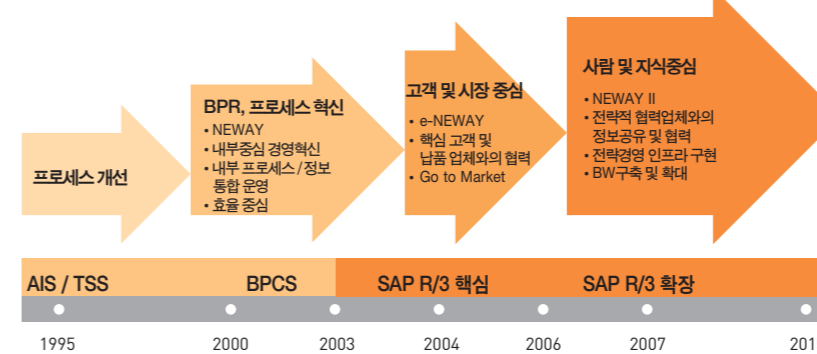 프로세스 개선
BPR, 프로세스 혁신
• NEWAY
• 내부중심 경영혁신
• 내부 프로세스 / 정보
통합 운영
• 효율 중심
고객 및 시장 중심
• e-NEWAY
• 핵심 고객 및
납품 업체와의 협력
• Go to Market
사람 및 지식중심
• NEWAY II
• 전략적 협력업체와의
정보공유 및 협력
• 전략경영 인프라 구현
• BW구축 및 확대
AIS / TSS BPCS SAP R/3 핵심 SAP R/3 확장
1995 2000 2003 2004 2006 2007 201